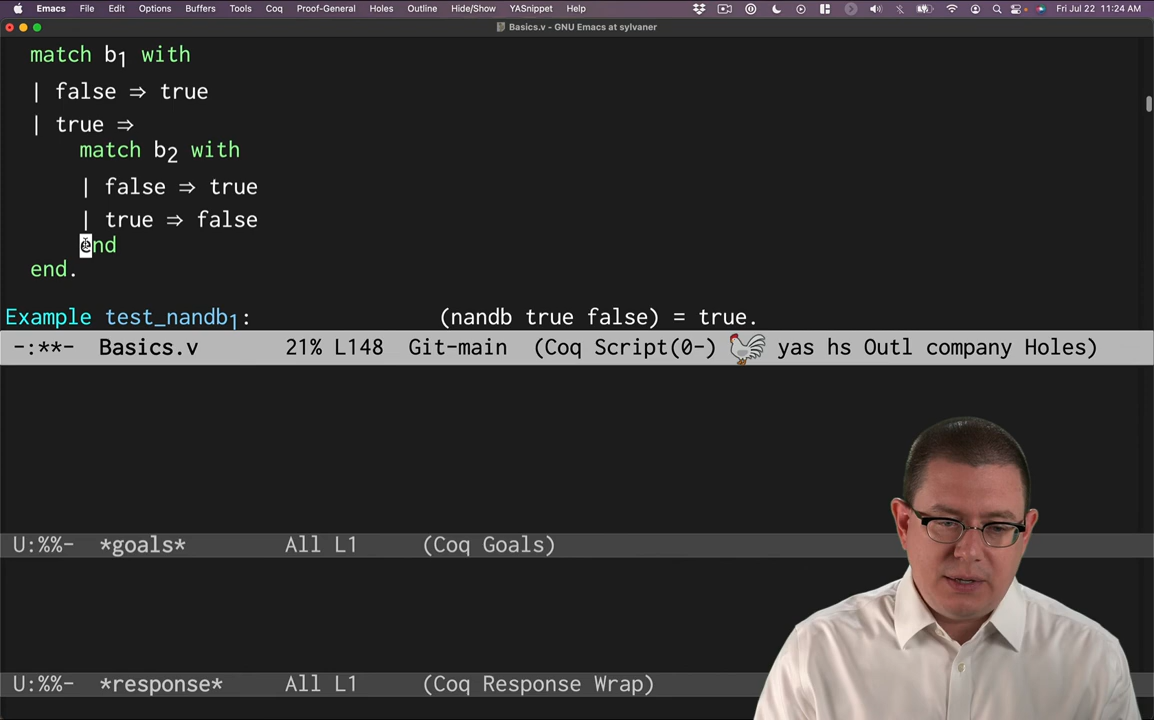 Emacs File Edit Options Buffers Tools Coq Proof-General Holes Outline Hide/Show YASnippet Help Fri Jul 22 11:24 AM
Basics.v - GNU Emacs at sylvaner
match b1 with
| false ⇒ true
| true ⇒
match b2 with
| false ⇒ true
| true ⇒ false
end
end.
Example test_nandb1: (nandb true false) = true.
-:**- Basics.v 21% L148 Git-main (Coq Script(0-) yas hs Outl company Holes)
U:%%- *goals* All L1 (Coq Goals)
U:%%- *response* All L1 (Coq Response Wrap)